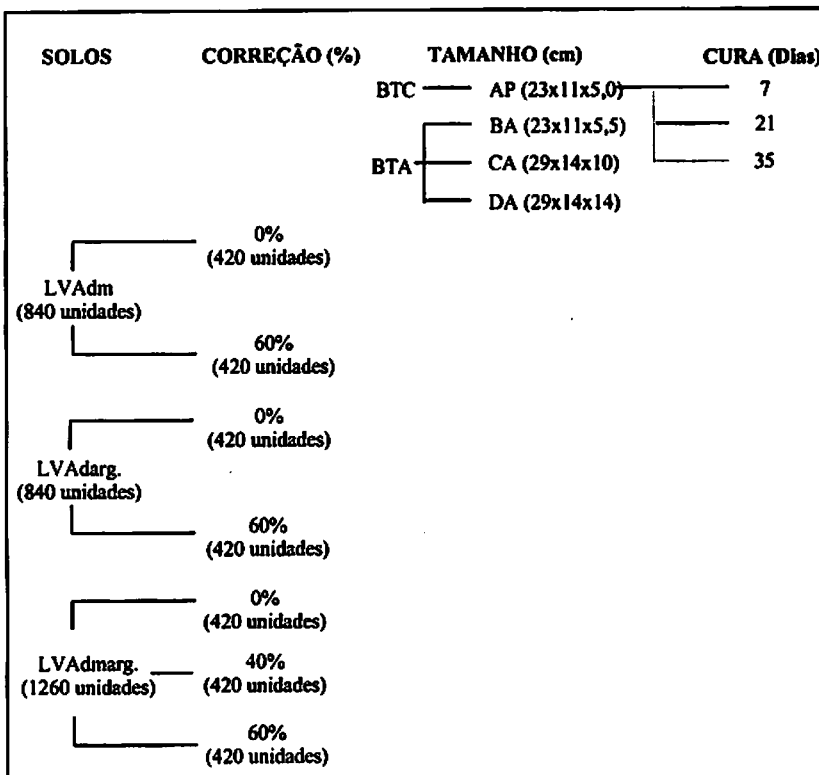 SOLOS CORREÇÃO (%) TAMANHO (cm) CURA (Dias)
BTC AP (23x11x5,0) 7
BA (23x11x5,5) 21
BTA CA (29x14x10) 35
DA (29x14x14)
0%
(420 unidades)
LVAdm
(840 unidades)
60%
(420 unidades)
0%
(420 unidades)
LVAdarg.
(840 unidades)
60%
(420 unidades)
0%
(420 unidades)
LVAdmarg. 40%
(1260 unidades) (420 unidades)
60%
(420 unidades)